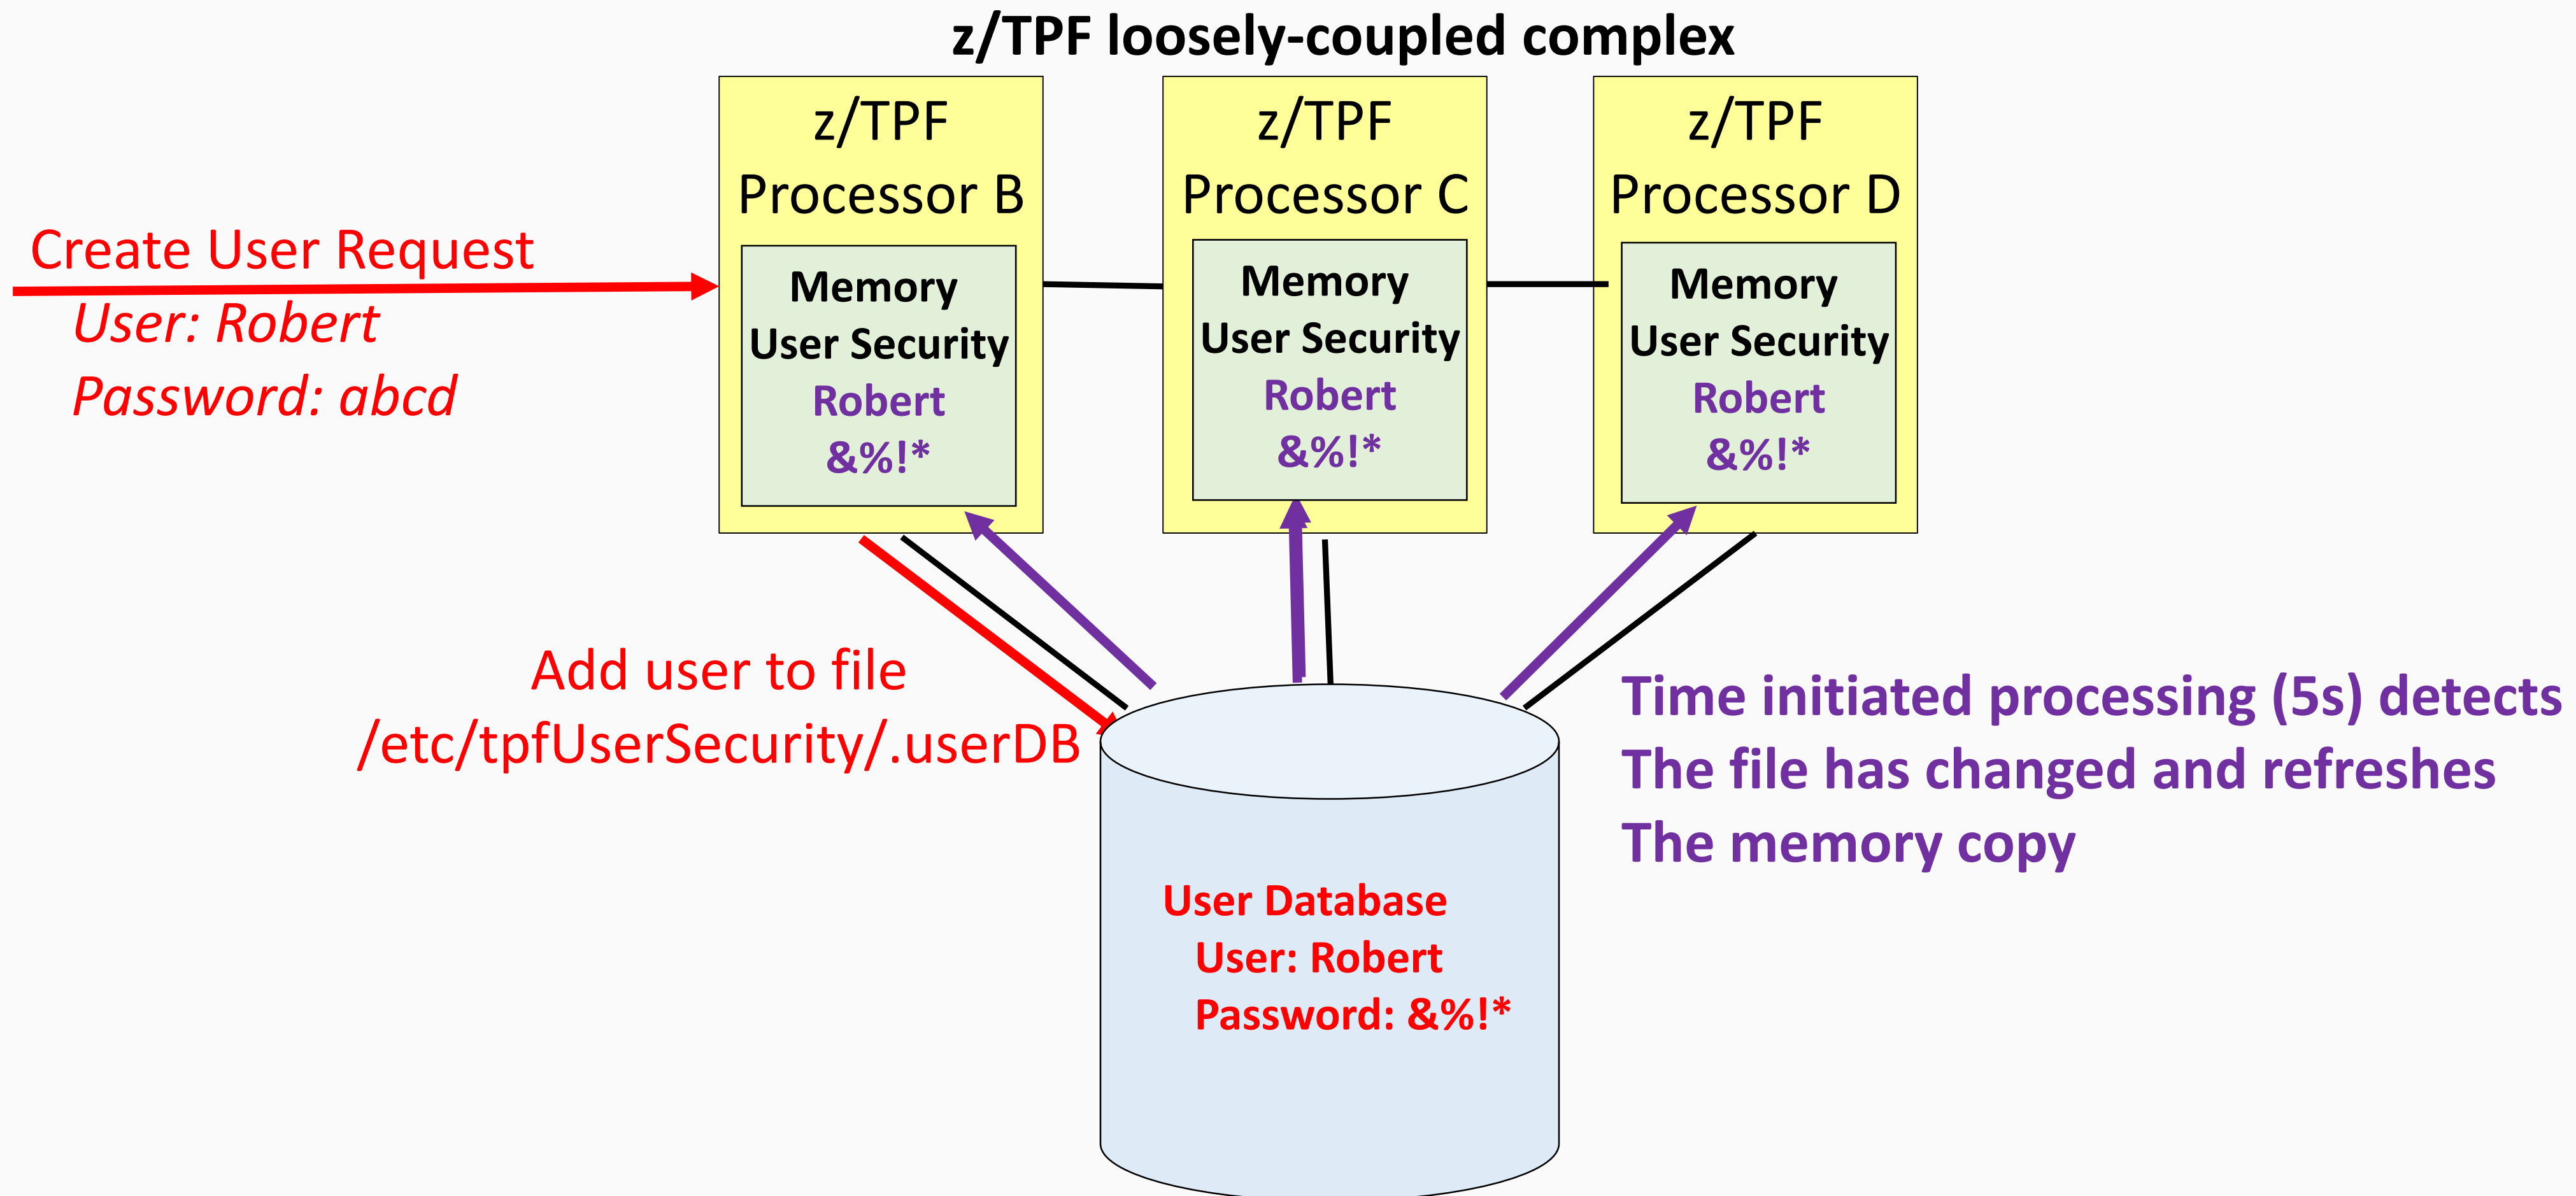 z/TPF loosely-coupled complex
z/TPF
Processor B
Memory
User Security
Robert
&%!*
z/TPF
Processor C
Memory
User Security
Robert
&%!*
z/TPF
Processor D
Memory
User Security
Robert
&%!*
Create User Request
User: Robert
Password: abcd
Add user to file
/etc/tpfUserSecurity/.userDB
Time initiated processing (5s) detects
The file has changed and refreshes
The memory copy
User Database
User: Robert
Password: &%!*